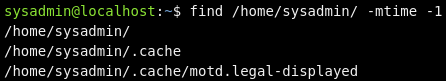 sysadmin@localhost:~$ find /home/sysadmin/ -mtime -1
/home/sysadmin/
/home/sysadmin/.cache
/home/sysadmin/.cache/motd.legal-displayed